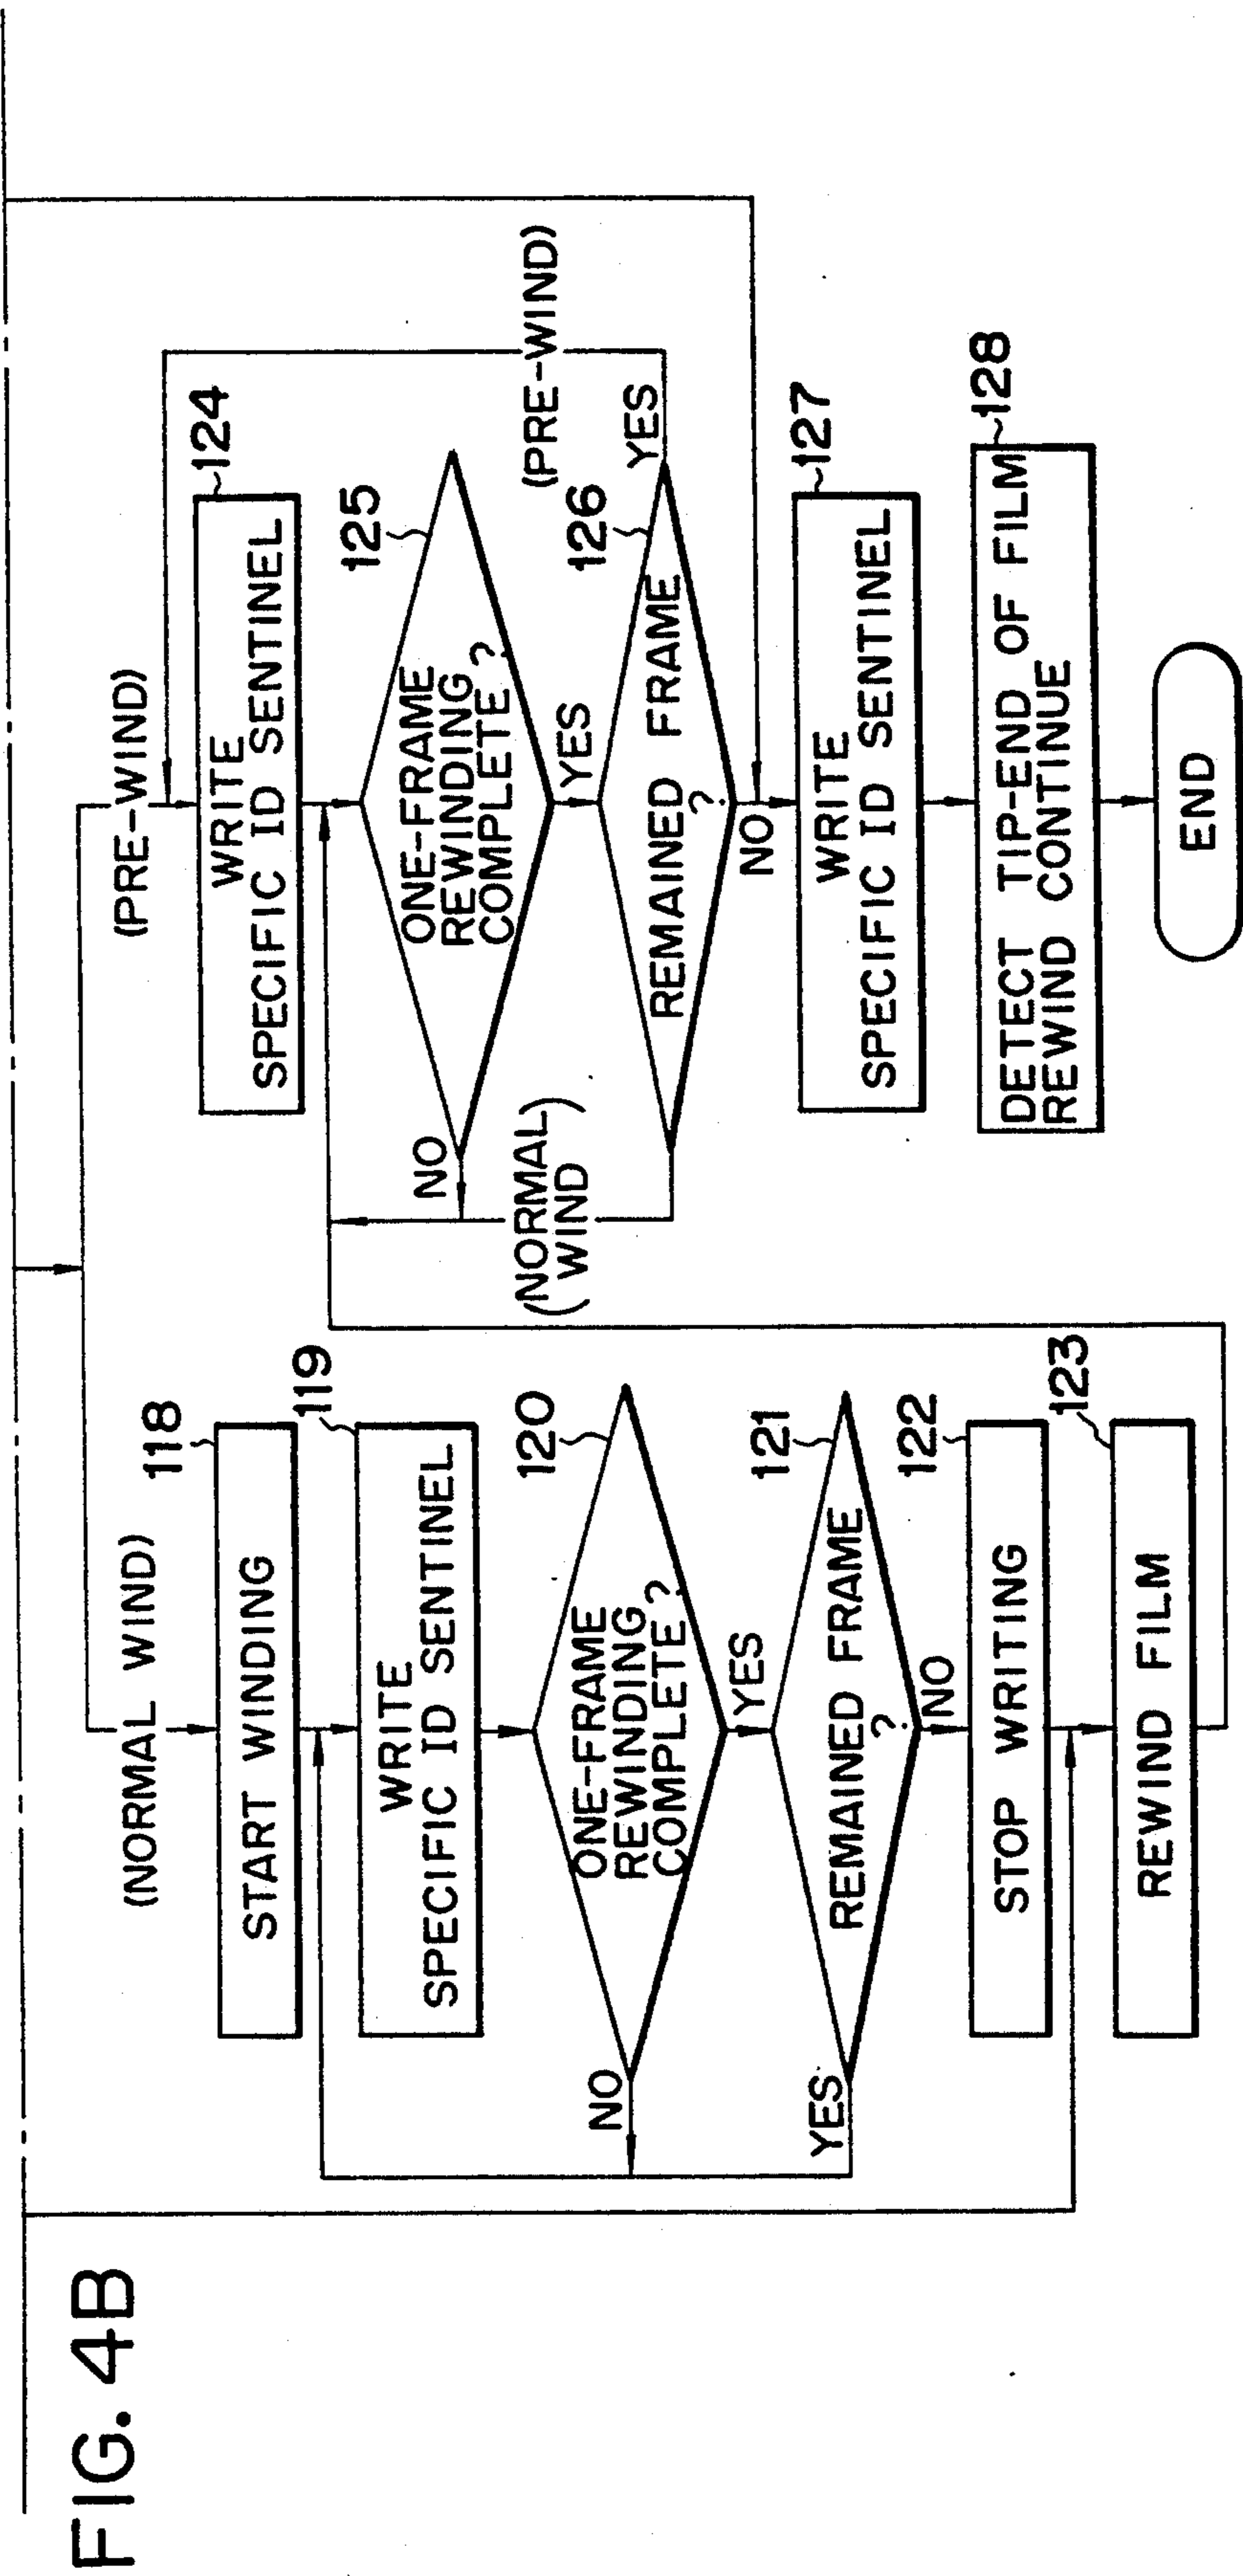 FIG. 4B
(NORMAL WIND)
118
START WINDING
119
WRITE
SPECIFIC ID SENTINEL
120
ONE-FRAME
REWINDING
COMPLETE ?
NO
YES
121
REMAINED FRAME
?
YES
NO
122
STOP WRITING
123
REWIND FILM
(PRE-WIND)
124
WRITE
SPECIFIC ID SENTINEL
125
ONE-FRAME
REWINDING
COMPLETE ?
NO
YES
(NORMAL
WIND)
126
REMAINED FRAME
?
YES
(PRE-WIND)
NO
127
WRITE
SPECIFIC ID SENTINEL
128
DETECT TIP-END OF FILM
REWIND CONTINUE
END